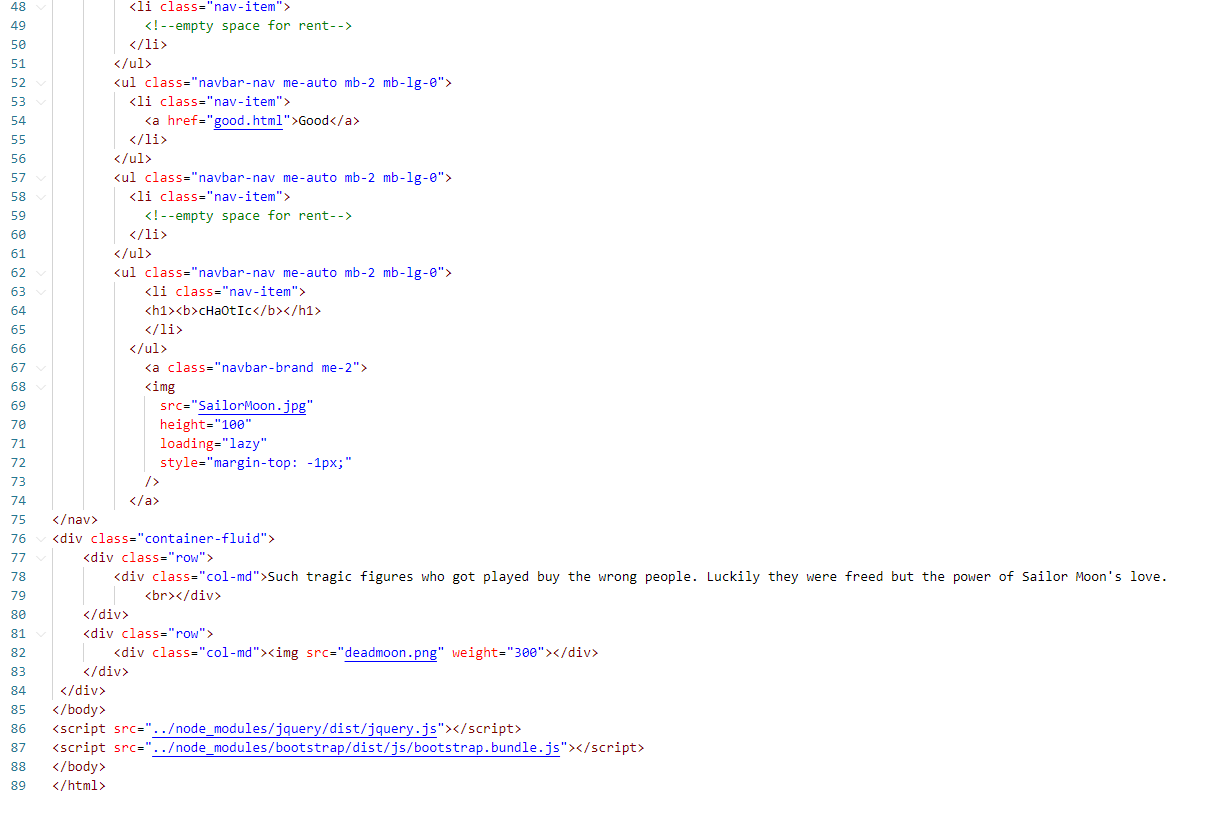 48 <li class="nav-item">
49 <!--empty space for rent-->
50 </li>
51 </ul>
52 <ul class="navbar-nav me-auto mb-2 mb-lg-0">
53 <li class="nav-item">
54 <a href="good.html">Good</a>
55 </li>
56 </ul>
57 <ul class="navbar-nav me-auto mb-2 mb-lg-0">
58 <li class="nav-item">
59 <!--empty space for rent-->
60 </li>
61 </ul>
62 <ul class="navbar-nav me-auto mb-2 mb-lg-0">
63 <li class="nav-item">
64 <h1><b>cHaOtIc</b></h1>
65 </li>
66 </ul>
67 <a class="navbar-brand me-2">
68 <img
69 src="SailorMoon.jpg"
70 height="100"
71 loading="lazy"
72 style="margin-top: -1px;"
73 />
74 </a>
75 </nav>
76 <div class="container-fluid">
77 <div class="row">
78 <div class="col-md">Such tragic figures who got played buy the wrong people. Luckily they were freed but the power of Sailor Moon's love.
79 <br></div>
80 </div>
81 <div class="row">
82 <div class="col-md"><img src="deadmoon.png" weight="300"></div>
83 </div>
84 </div>
85 </body>
86 <script src="../node_modules/jquery/dist/jquery.js"></script>
87 <script src="../node_modules/bootstrap/dist/js/bootstrap.bundle.js"></script>
88 </body>
89 </html>